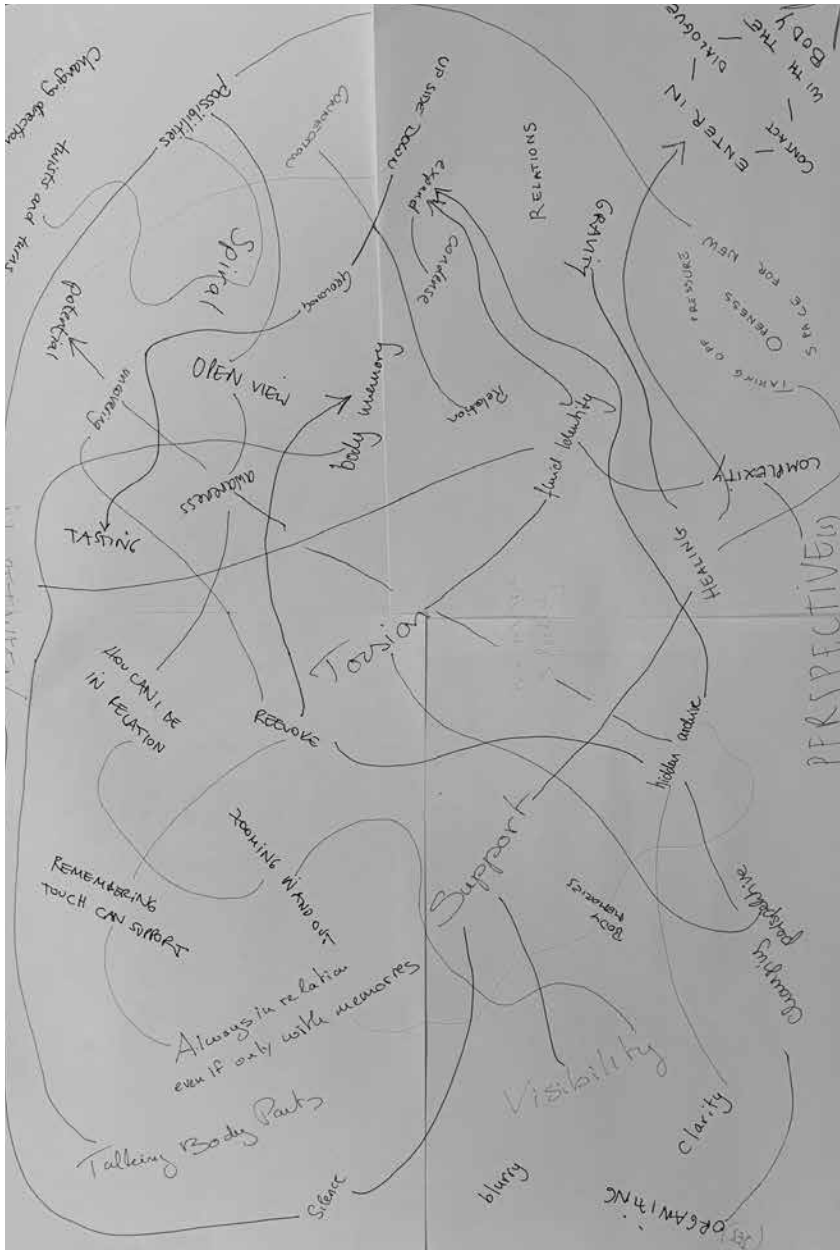 Changing direction
twists and turns
Possibilities
CONNECTION
UP SIDE DOWN
expand
condense
RELATIONS
GRAVITY
ENTER IN
DIALOGUE
WITH THE
BODY
CONTACT
SPACE FOR NEW
OPENESS
TAKING OFF PRESSURE
Spiral
potential
uncovering
OPEN VIEW
body memory
Relation
fluid Identity
COMPLEXITY
awareness
TASTING
HEALING
PERSPECTIVE(S)
Torsion
HOW CAN I BE
IN RELATION
REEVOKE
hidden archive
ZOOMING IN AND OUT
Support
REMEMBERING
TOUCH CAN SUPPORT
BODY
memories
Changing
perspective
Always in relation
even if only with memories
Visibility
Talking Body Parts
clarity
blurry
Silence
ORGANIZING